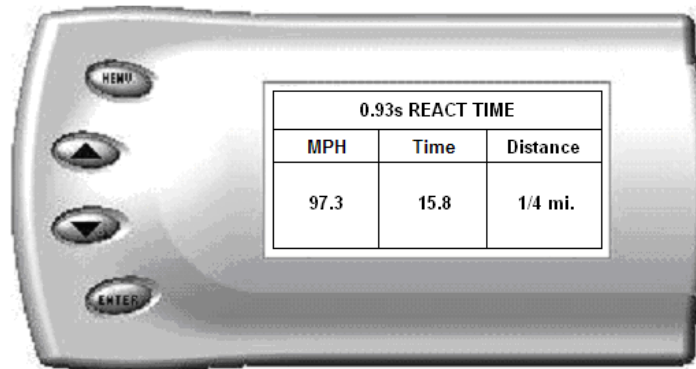 MENU
0.93s REACT TIME
MPH Time Distance
97.3 15.8 1/4 mi.
ENTER